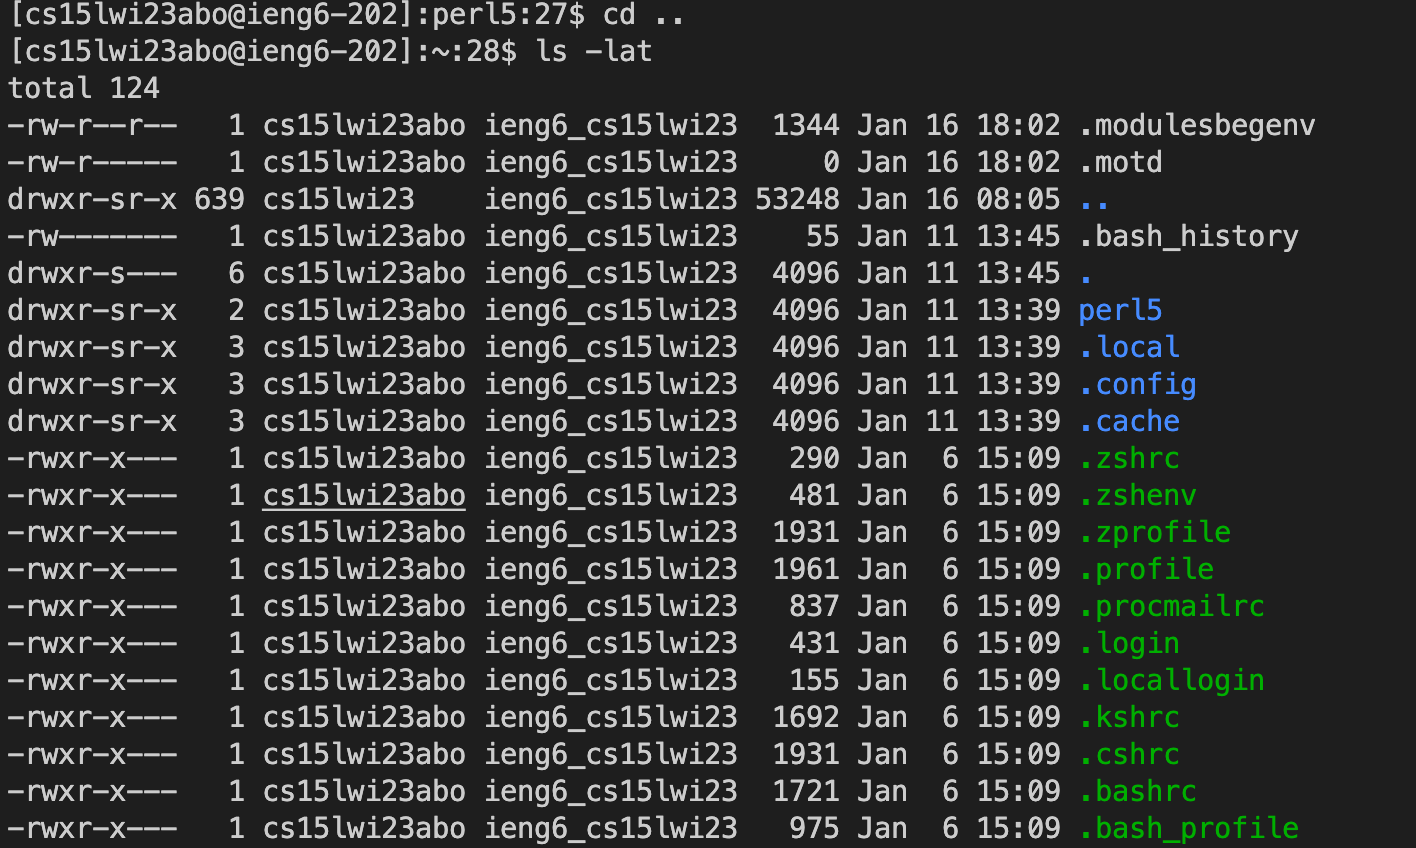 [cs15lwi23abo@ieng6-202]:perl5:27$ cd ..
[cs15lwi23abo@ieng6-202]:~:28$ ls -lat
total 124
-rw-r--r--   1 cs15lwi23abo ieng6_cs15lwi23  1344 Jan 16 18:02 .modulesbegenv
-rw-r-----   1 cs15lwi23abo ieng6_cs15lwi23     0 Jan 16 18:02 .motd
drwxr-sr-x 639 cs15lwi23    ieng6_cs15lwi23 53248 Jan 16 08:05 ..
-rw-------   1 cs15lwi23abo ieng6_cs15lwi23    55 Jan 11 13:45 .bash_history
drwxr-s---   6 cs15lwi23abo ieng6_cs15lwi23  4096 Jan 11 13:45 .
drwxr-sr-x   2 cs15lwi23abo ieng6_cs15lwi23  4096 Jan 11 13:39 perl5
drwxr-sr-x   3 cs15lwi23abo ieng6_cs15lwi23  4096 Jan 11 13:39 .local
drwxr-sr-x   3 cs15lwi23abo ieng6_cs15lwi23  4096 Jan 11 13:39 .config
drwxr-sr-x   3 cs15lwi23abo ieng6_cs15lwi23  4096 Jan 11 13:39 .cache
-rwxr-x---   1 cs15lwi23abo ieng6_cs15lwi23   290 Jan  6 15:09 .zshrc
-rwxr-x---   1 cs15lwi23abo ieng6_cs15lwi23   481 Jan  6 15:09 .zshenv
-rwxr-x---   1 cs15lwi23abo ieng6_cs15lwi23  1931 Jan  6 15:09 .zprofile
-rwxr-x---   1 cs15lwi23abo ieng6_cs15lwi23  1961 Jan  6 15:09 .profile
-rwxr-x---   1 cs15lwi23abo ieng6_cs15lwi23   837 Jan  6 15:09 .procmailrc
-rwxr-x---   1 cs15lwi23abo ieng6_cs15lwi23   431 Jan  6 15:09 .login
-rwxr-x---   1 cs15lwi23abo ieng6_cs15lwi23   155 Jan  6 15:09 .locallogin
-rwxr-x---   1 cs15lwi23abo ieng6_cs15lwi23  1692 Jan  6 15:09 .kshrc
-rwxr-x---   1 cs15lwi23abo ieng6_cs15lwi23  1931 Jan  6 15:09 .cshrc
-rwxr-x---   1 cs15lwi23abo ieng6_cs15lwi23  1721 Jan  6 15:09 .bashrc
-rwxr-x---   1 cs15lwi23abo ieng6_cs15lwi23   975 Jan  6 15:09 .bash_profile